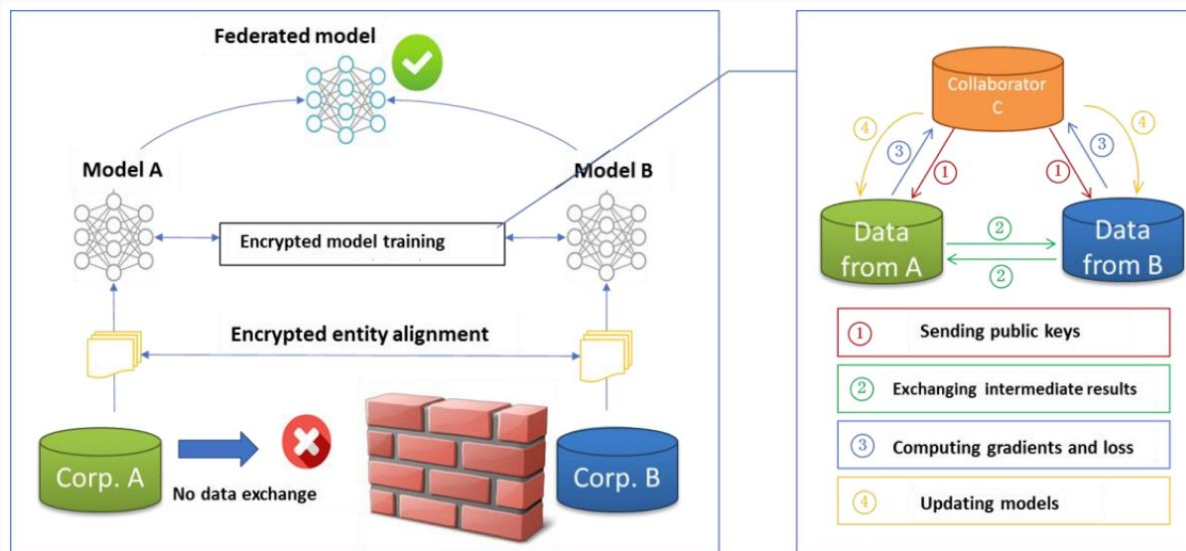 Federated model
Model A
Model B
Encrypted model training
Encrypted entity alignment
Corp. A
No data exchange
Corp. B
Collaborator
C
4
3
1
1
3
4
Data
from A
2
2
Data
from B
1 Sending public keys
2 Exchanging intermediate results
3 Computing gradients and loss
4 Updating models